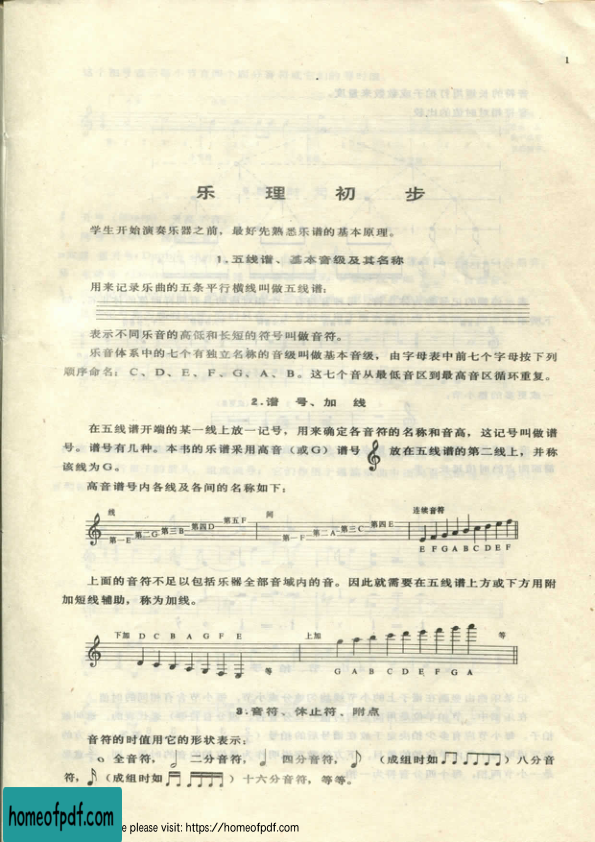 1
乐 理 初 步
学生开始演奏乐器之前，最好先熟悉乐谱的基本原理。
1.五线谱、基本音级及其名称
用来记录乐曲的五条平行横线叫做五线谱：
表示不同乐音的高低和长短的符号叫做音符。
乐音体系中的七个有独立名称的音级叫做基本音级，由字母表中前七个字母按下列
顺序命名：C、D、E、F、G、A、B。这七个音从最低音区到最高音区循环重复。
2.谱 号、加 线
在五线谱开端的某一线上放一记号，用来确定各音符的名称和音高，这记号叫做谱
号。谱号有几种。本书的乐谱采用高音（或G）谱号 放在五线谱的第二线上，并称
该线为G。
高音谱号内各线及各间的名称如下：
线 间 连续音符
第一E 第二G 第三B 第四D 第五F 第一F 第二A 第三C 第四E
E F G A B C D E F
上面的音符不足以包括乐器全部音域内的音。因此就需要在五线谱上方或下方用附
加短线辅助，称为加线。
下加 D C B A G F E 等 上加 等
G A B C D E F G A
3.音符、休止符、附点
音符的时值用它的形状表示：
全音符， 二分音符， 四分音符， （成组时如 ）八分音
符， （成组时如 ）十六分音符，等等。
homeofpdf.com
e please visit: https://homeofpdf.com